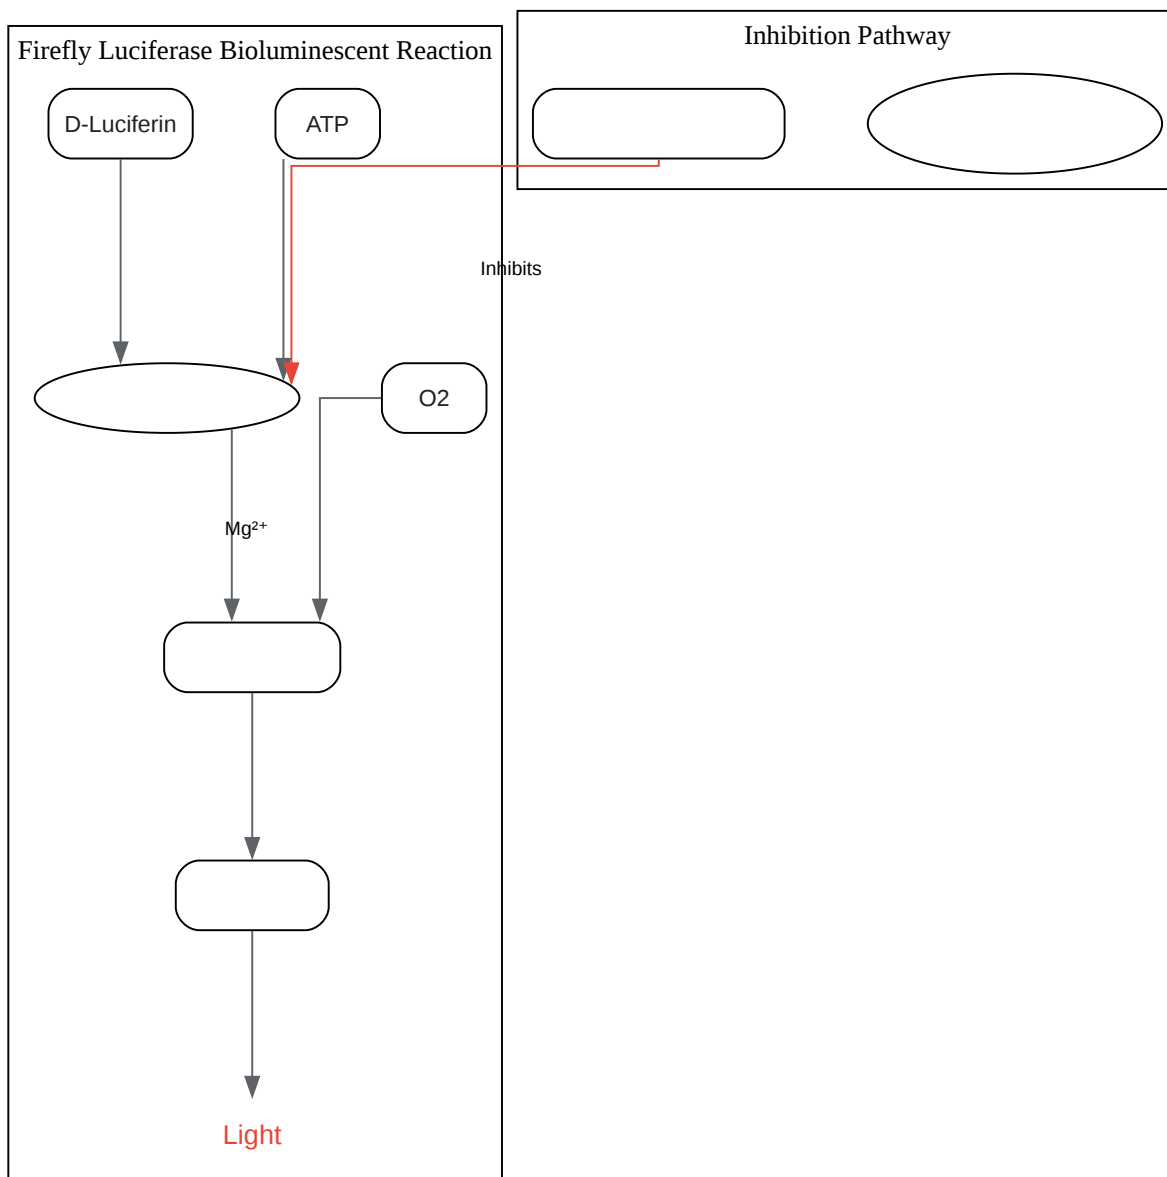 Firefly Luciferase Bioluminescent Reaction
Inhibition Pathway
D-Luciferin
ATP
Inhibits
O2
Mg²⁺
Light